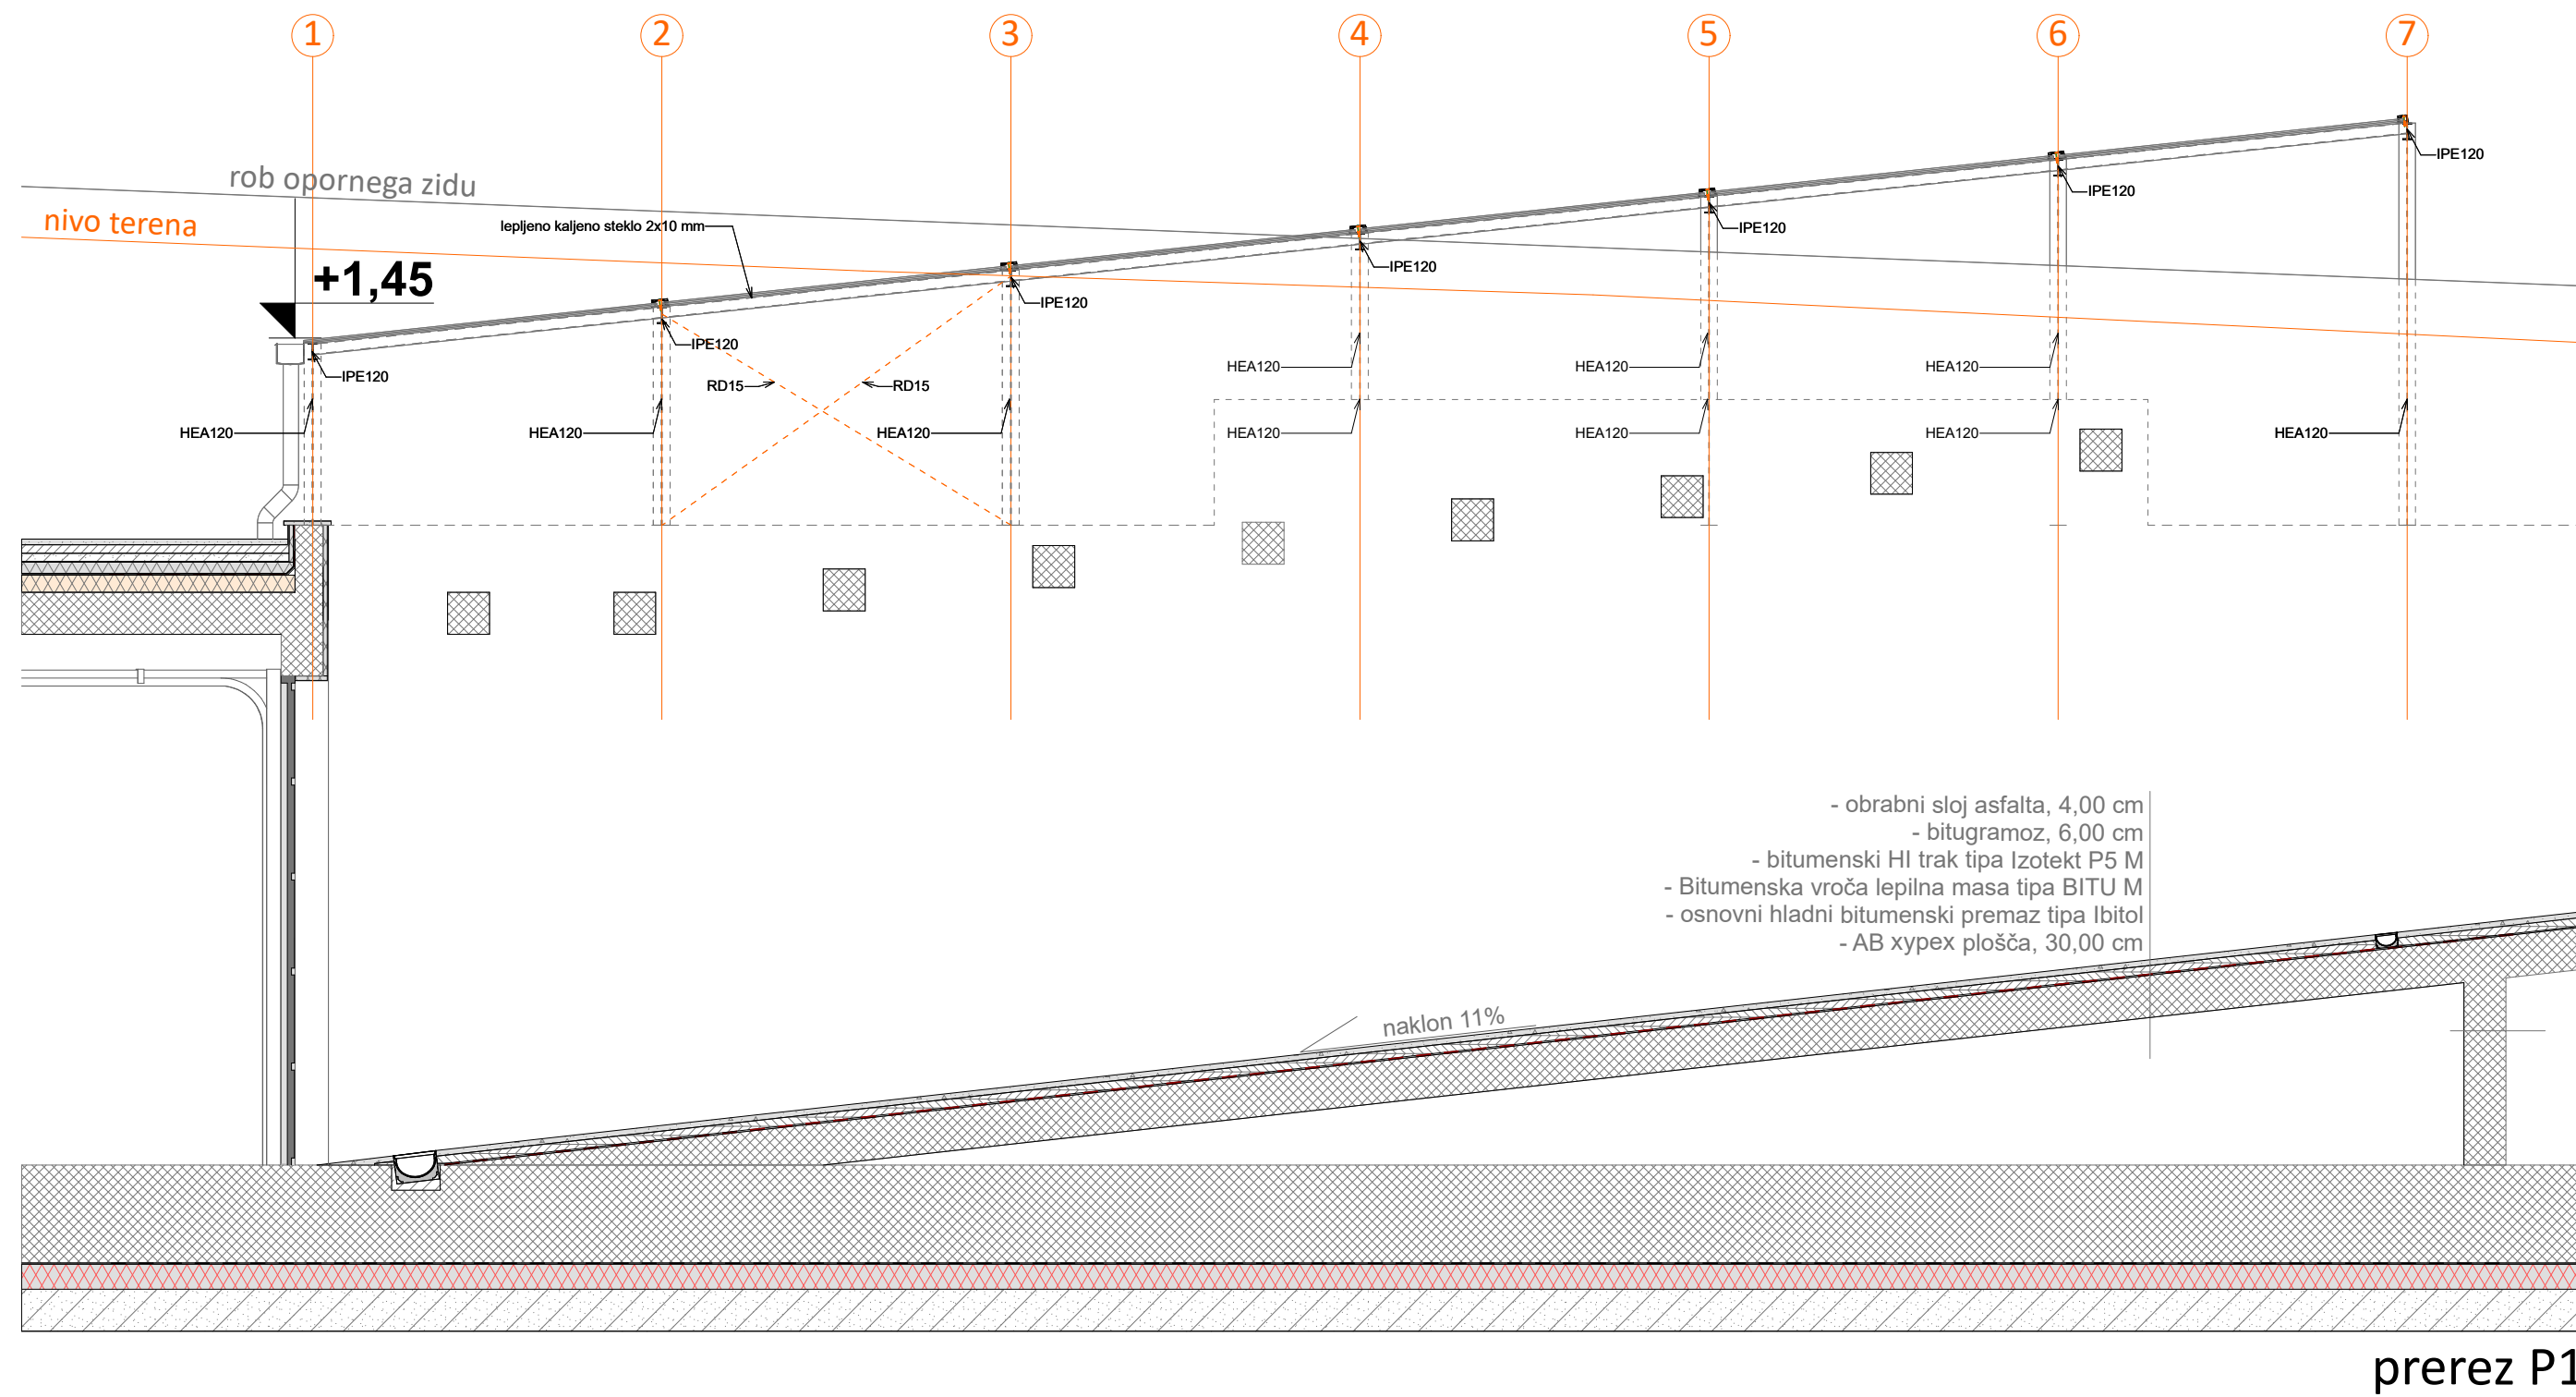 1 2 3 4 5 6 7
IPE120
IPE120
rob opornega zidu
IPE120
nivo terena
lepljeno kaljeno steklo 2x10 mm
IPE120
IPE120
+1,45
IPE120
IPE120
HEA120
HEA120
HEA120
RD15
RD15
HEA120
HEA120
HEA120
HEA120
HEA120
HEA120
HEA120
- obrabni sloj asfalta, 4,00 cm
- bitugramoz, 6,00 cm
- bitumenski HI trak tipa Izotekt P5 M
- Bitumenska vroča lepilna masa tipa BITU M
- osnovni hladni bitumenski premaz tipa Ibitol
- AB xypex plošča, 30,00 cm
naklon 11%
prerez P1